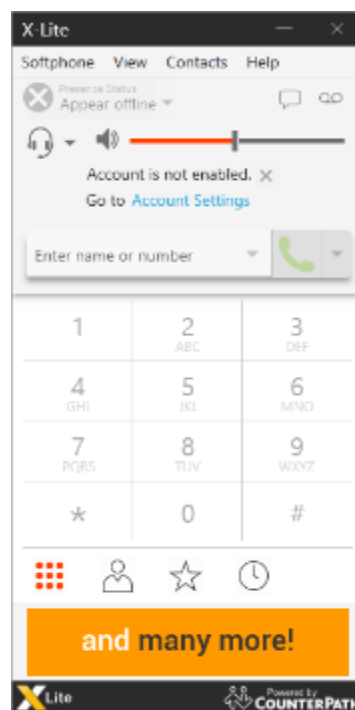 X-Lite
Softphone View Contacts Help
Presence Status
Appear offline
Account is not enabled.
Go to Account Settings
Enter name or number
1 2 3
ABC DEF
4 5 6
GHI JKL MNO
7 8 9
PQRS TUV WXYZ
* 0 #
and many more!
X Lite
Powered by
COUNTERPATH